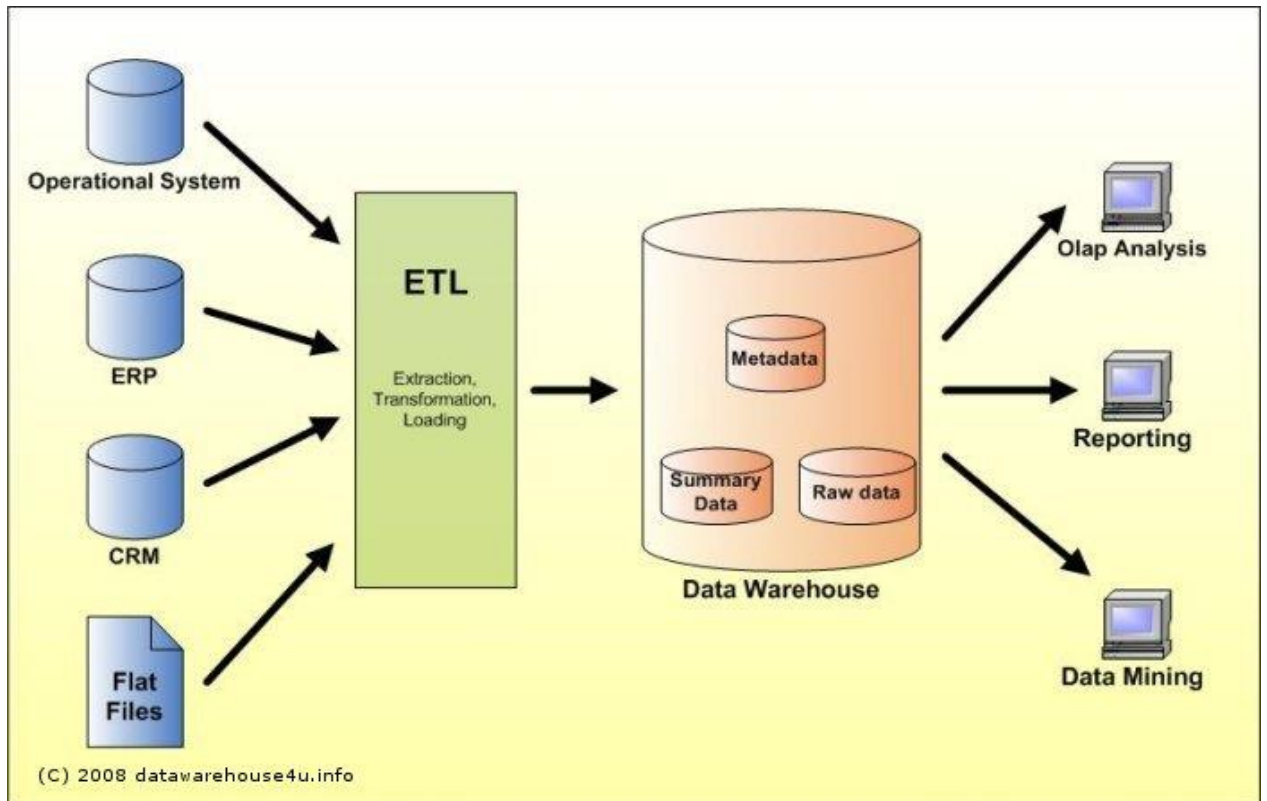 Operational System
ERP
CRM
Flat
Files
ETL
Extraction,
Transformation,
Loading
Metadata
Summary
Data
Raw data
Data Warehouse
Olap Analysis
Reporting
Data Mining
(C) 2008 datawarehouse4u.info